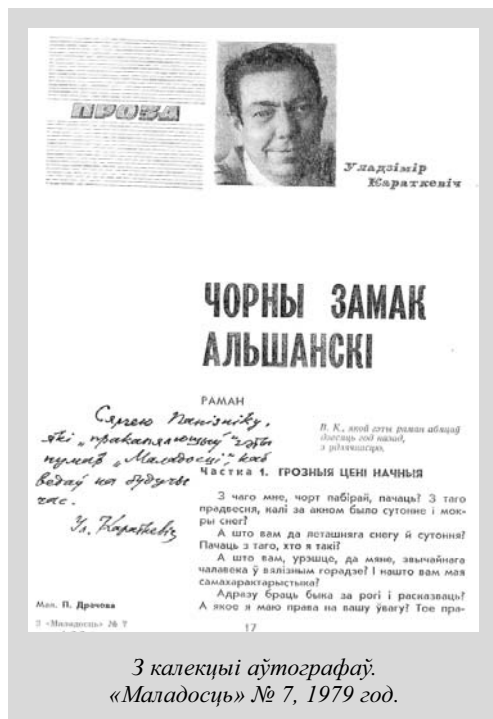 ПРОЗА
Уладзімір
Караткевіч
ЧОРНЫ ЗАМАК
АЛЬШАНСКІ
РАМАН
Сяргею Панізніку,
які „
гэты
нумар „Маладосці”, каб
ведаў на будучы
час.
Ул. Караткевіч
В. К., якой гэты раман абяцаў
дзесяць год назад,
з удзячнасцю.
Частка 1. ГРОЗНЫЯ ЦЕНІ НАЧНЫЯ
З чаго мне, чорт пабірай, пачаць? З таго
прадвесня, калі за акном было сутонне і мок-
ры снег?
А што вам да леташняга снегу й сутоння?
Пачаць з таго, хто я такі?
А што вам, урэшце, да мяне, звычайнага
чалавека ў вялізным горадзе? І нашто вам мая
самахарактарыстыка?
Адразу браць быка за рогі і расказваць?
А якое я маю права на вашу ўвагу? Тое пра-
Мал. П. Драчова
2 «Маладосць» № 7
17
З калекцыі аўтографаў.
«Маладосць» № 7, 1979 год.